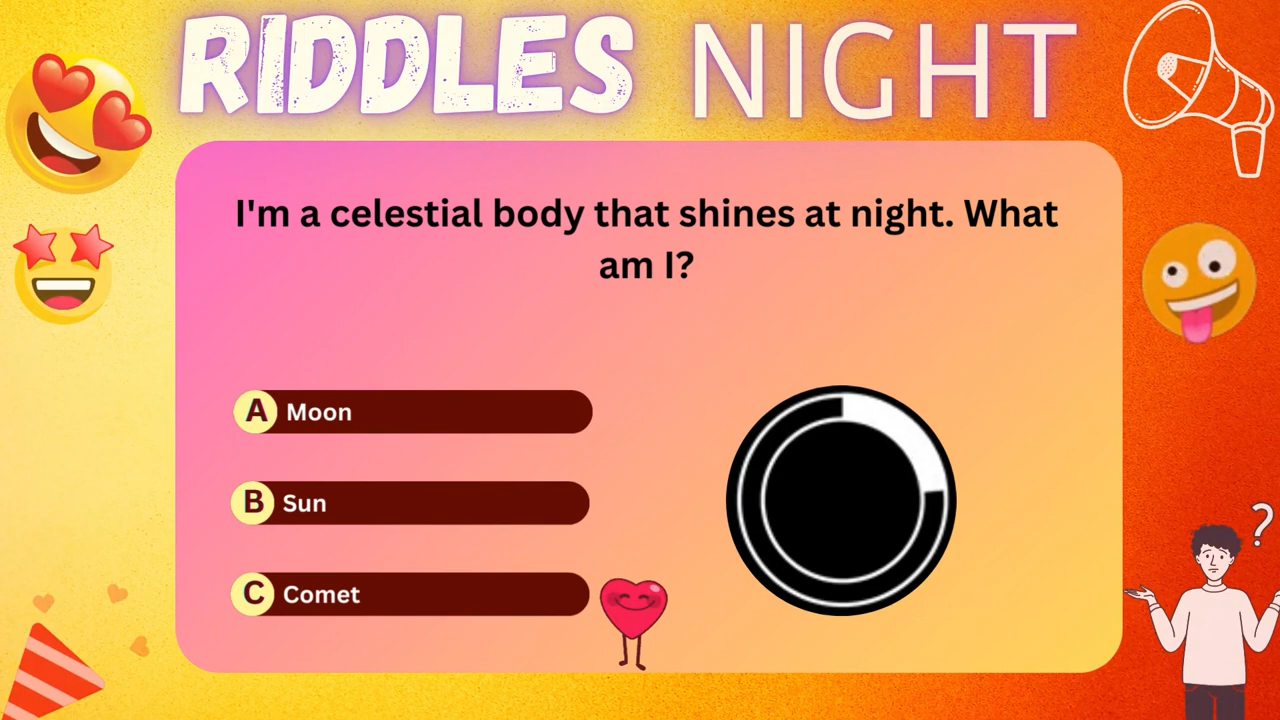 RIDDLES NIGHT
I'm a celestial body that shines at night. What
am I?
A Moon
B Sun
C Comet
?